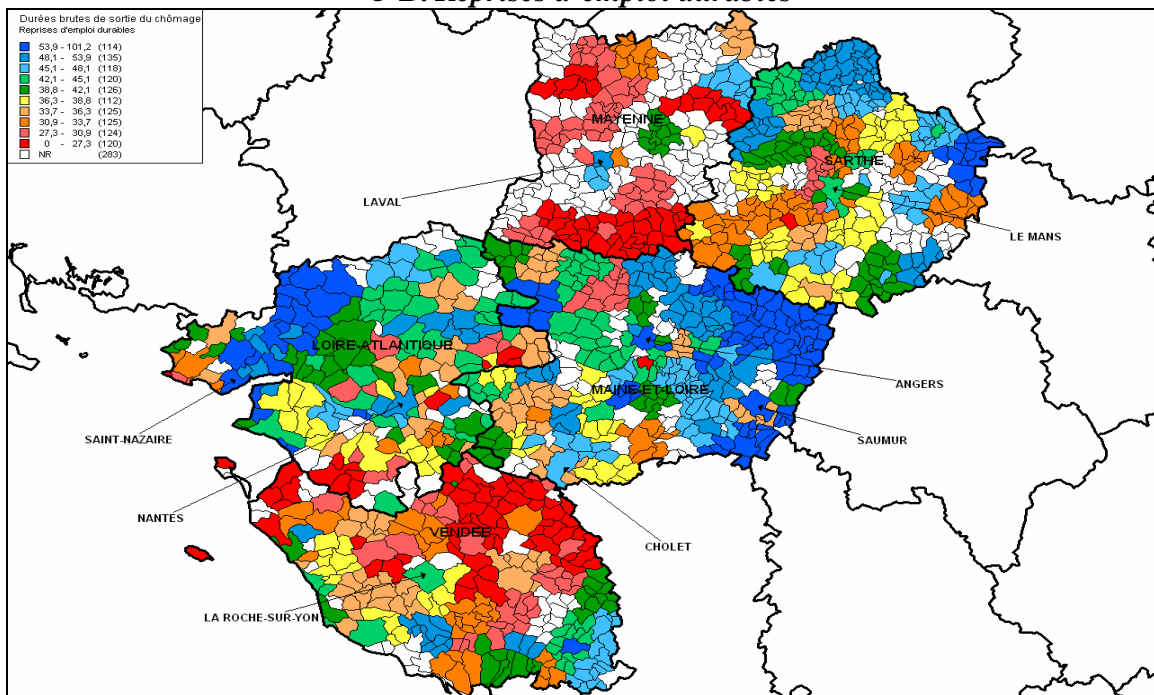 3-B. Reprises d'emploi durables
Durées brutes de sortie du chômage
Reprises d'emploi durables
53,9 - 101,2 (114)
48,1 - 53,9 (135)
45,1 - 48,1 (118)
42,1 - 45,1 (120)
38,8 - 42,1 (126)
36,3 - 38,8 (112)
33,7 - 36,3 (125)
30,9 - 33,7 (125)
27,3 - 30,9 (124)
0 - 27,3 (120)
NR (283)
MAYENNE
SARTHE
LAVAL
LE MANS
LOIRE-ATLANTIQUE
MAINE-ET-LOIRE
ANGERS
SAINT-NAZAIRE
SAUMUR
NANTES
VENDEE
CHOLET
LA ROCHE-SUR-YON